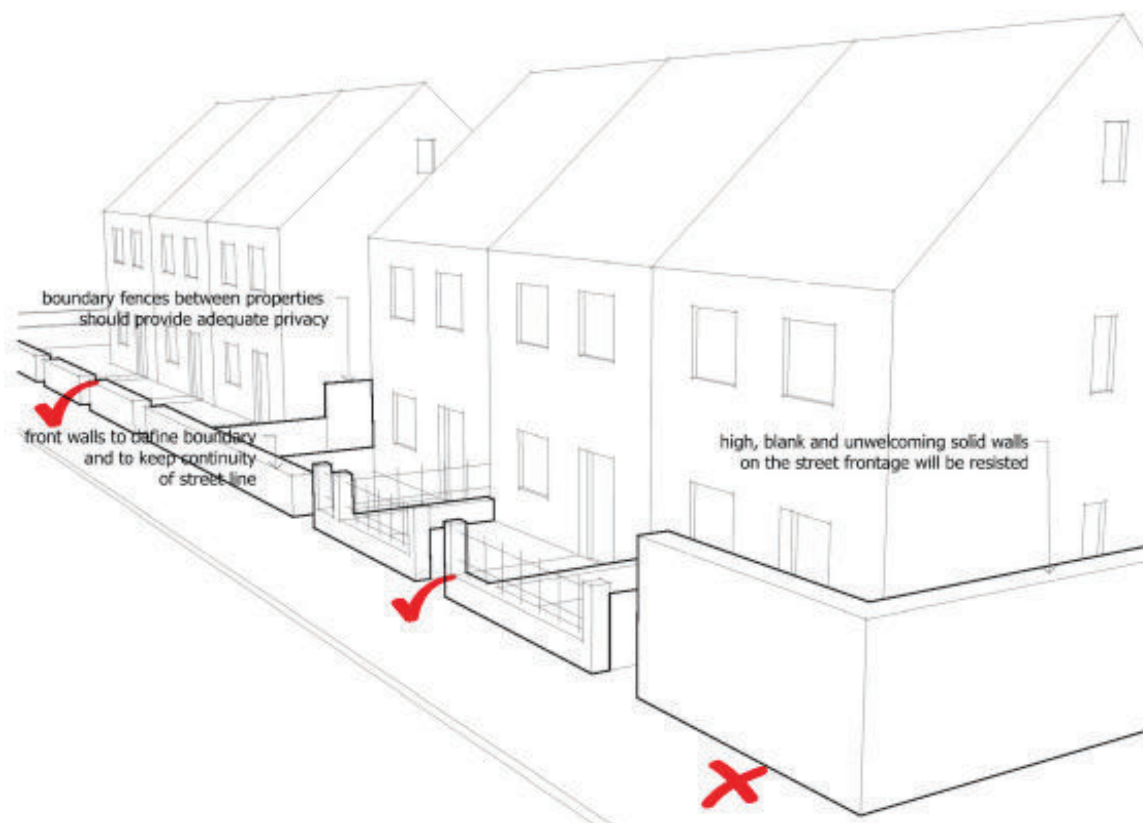 boundary fences between properties
should provide adequate privacy
front walls to define boundary
and to keep continuity
of street line
high, blank and unwelcoming solid walls
on the street frontage will be resisted